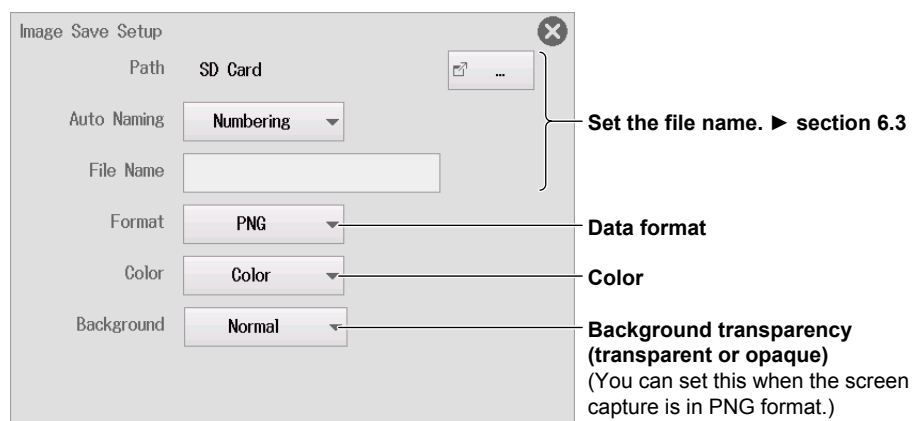 Image Save Setup
Path SD Card ...
Auto Naming Numbering
Set the file name. ► section 6.3
File Name
Format PNG
Data format
Color Color
Color
Background Normal
Background transparency
(transparent or opaque)
(You can set this when the screen
capture is in PNG format.)